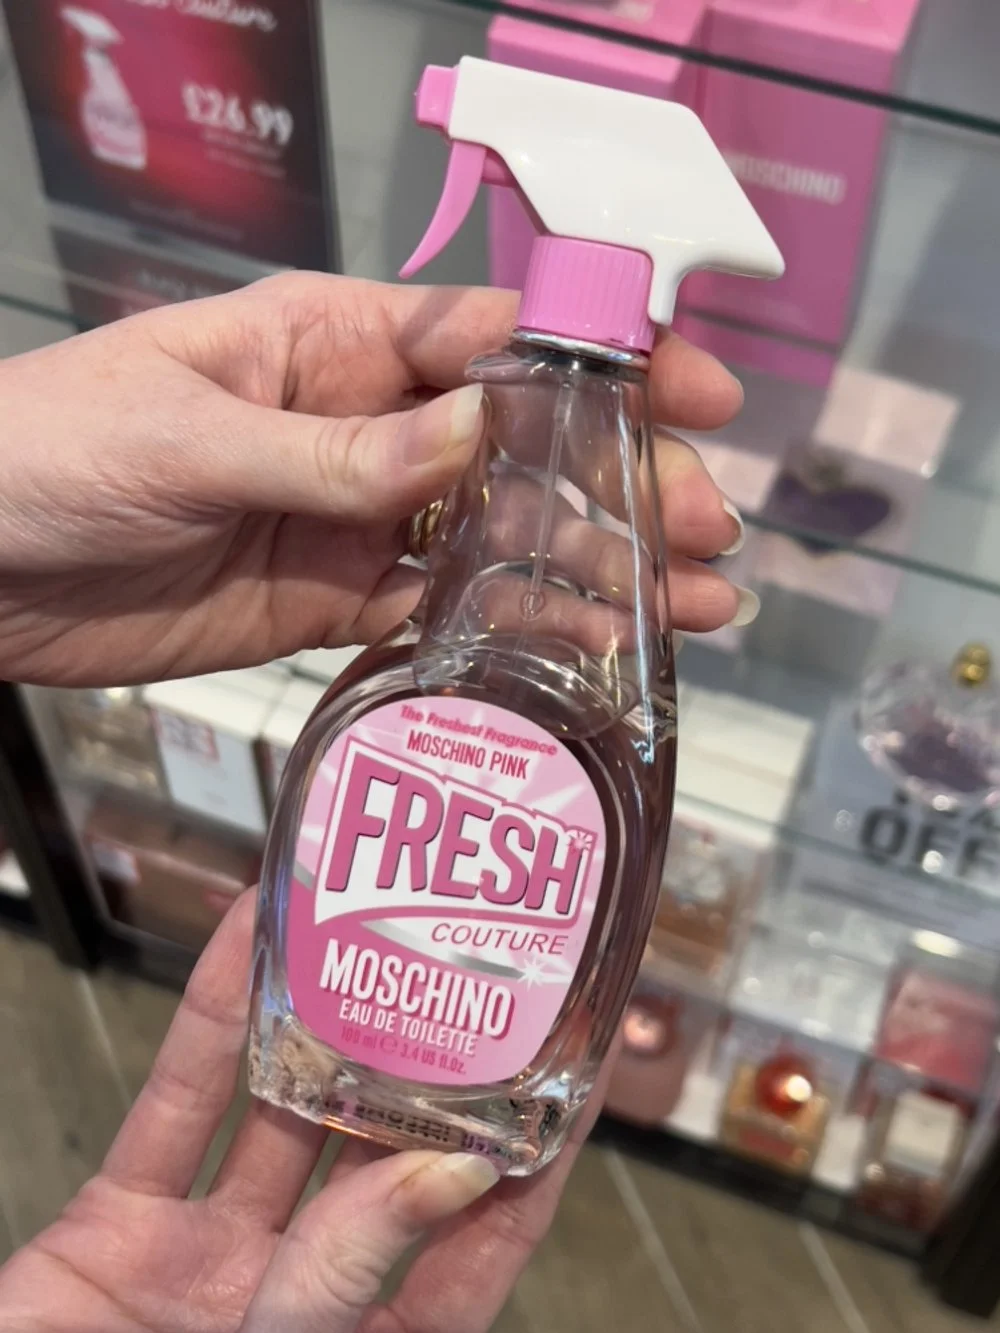 Couture
£26.99
MOSCHINO
The Freshest Fragrance
MOSCHINO PINK
FRESH
COUTURE
MOSCHINO
EAU DE TOILETTE
100 ml ℮ 3.4 US fl.Oz.
OFF